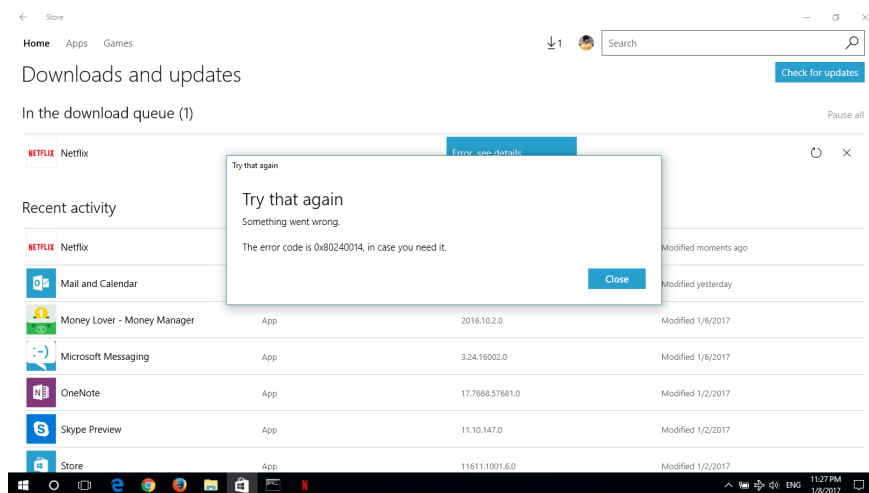 Store
Home Apps Games
1
Search
Downloads and updates
Check for updates
In the download queue (1)
Pause all
NETFLIX Netflix
Error, see details
Try that again
Try that again
Something went wrong.
The error code is 0x80240014, in case you need it.
Close
Recent activity
NETFLIX Netflix
Modified moments ago
Mail and Calendar
Modified yesterday
Money Lover - Money Manager App 2016.10.2.0 Modified 1/6/2017
Microsoft Messaging App 3.24.16002.0 Modified 1/6/2017
OneNote App 17.7668.57681.0 Modified 1/2/2017
Skype Preview App 11.10.147.0 Modified 1/2/2017
Store App 11611.1001.6.0 Modified 1/2/2017
ENG
11:27 PM
1/8/2017